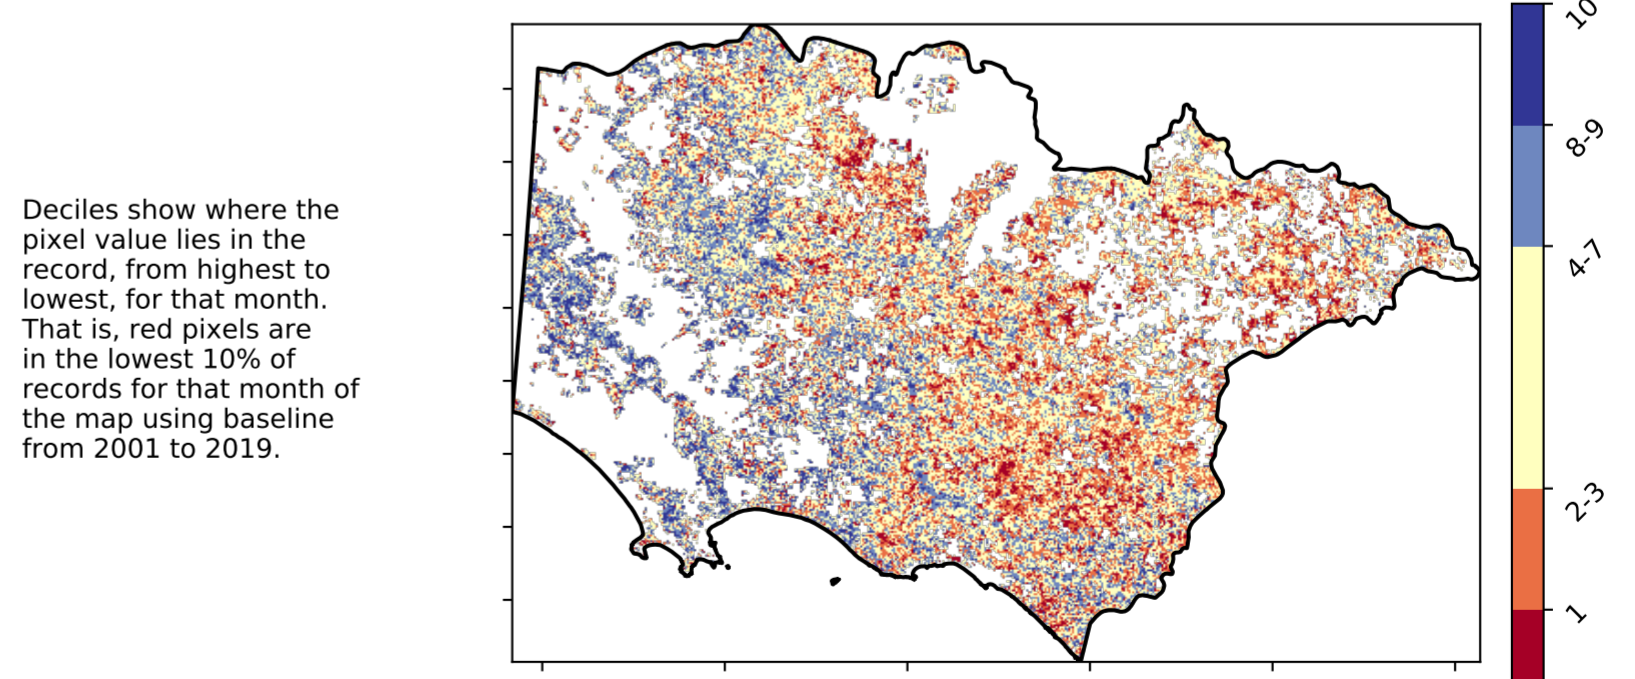 Deciles show where the
pixel value lies in the
record, from highest to
lowest, for that month.
That is, red pixels are
in the lowest 10% of
records for that month of
the map using baseline
from 2001 to 2019.
10
8-9
4-7
2-3
1